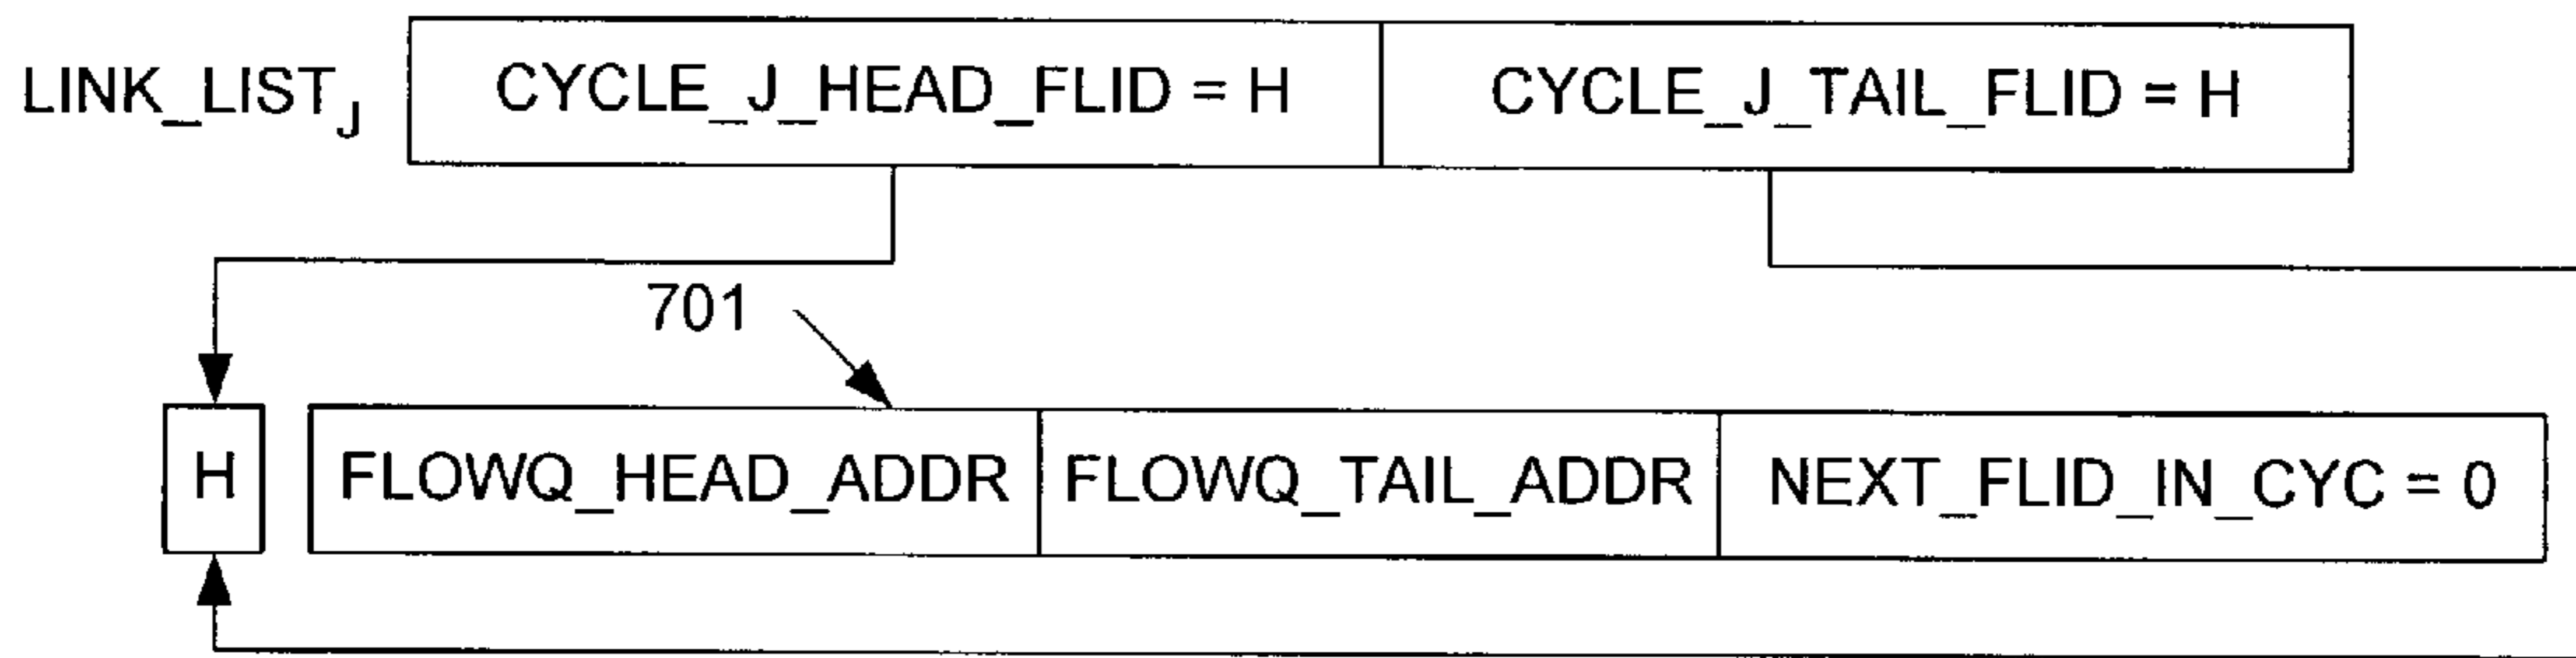 LINK_LIST_J CYCLE_J_HEAD_FLID = H CYCLE_J_TAIL_FLID = H
701
H FLOWQ_HEAD_ADDR FLOWQ_TAIL_ADDR NEXT_FLID_IN_CYC = 0